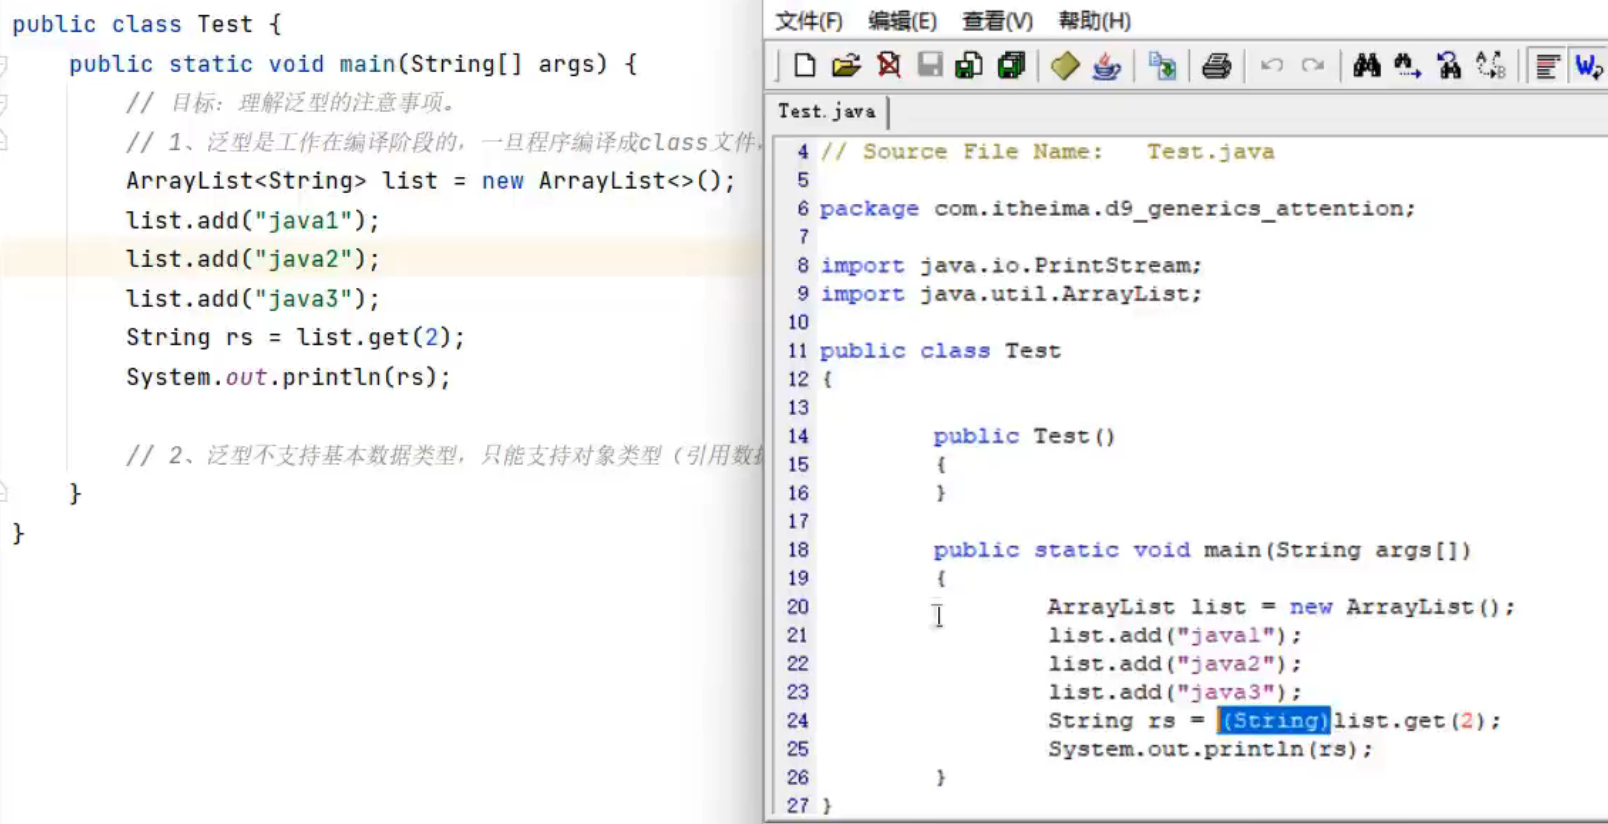 public class Test {
public static void main(String[] args) {
// 目标：理解泛型的注意事项。
// 1、泛型是工作在编译阶段的，一旦程序编译成class文件，
ArrayList<String> list = new ArrayList<>();
list.add("java1");
list.add("java2");
list.add("java3");
String rs = list.get(2);
System.out.println(rs);
// 2、泛型不支持基本数据类型，只能支持对象类型（引用数据
}
}
文件(F) 编辑(E) 查看(V) 帮助(H)
Test.java
4 // Source File Name: Test.java
5
6 package com.itheima.d9_generics_attention;
7
8 import java.io.PrintStream;
9 import java.util.ArrayList;
10
11 public class Test
12 {
13
14 public Test()
15 {
16 }
17
18 public static void main(String args[])
19 {
20 ArrayList list = new ArrayList();
21 list.add("java1");
22 list.add("java2");
23 list.add("java3");
24 String rs = (String)list.get(2);
25 System.out.println(rs);
26 }
27 }